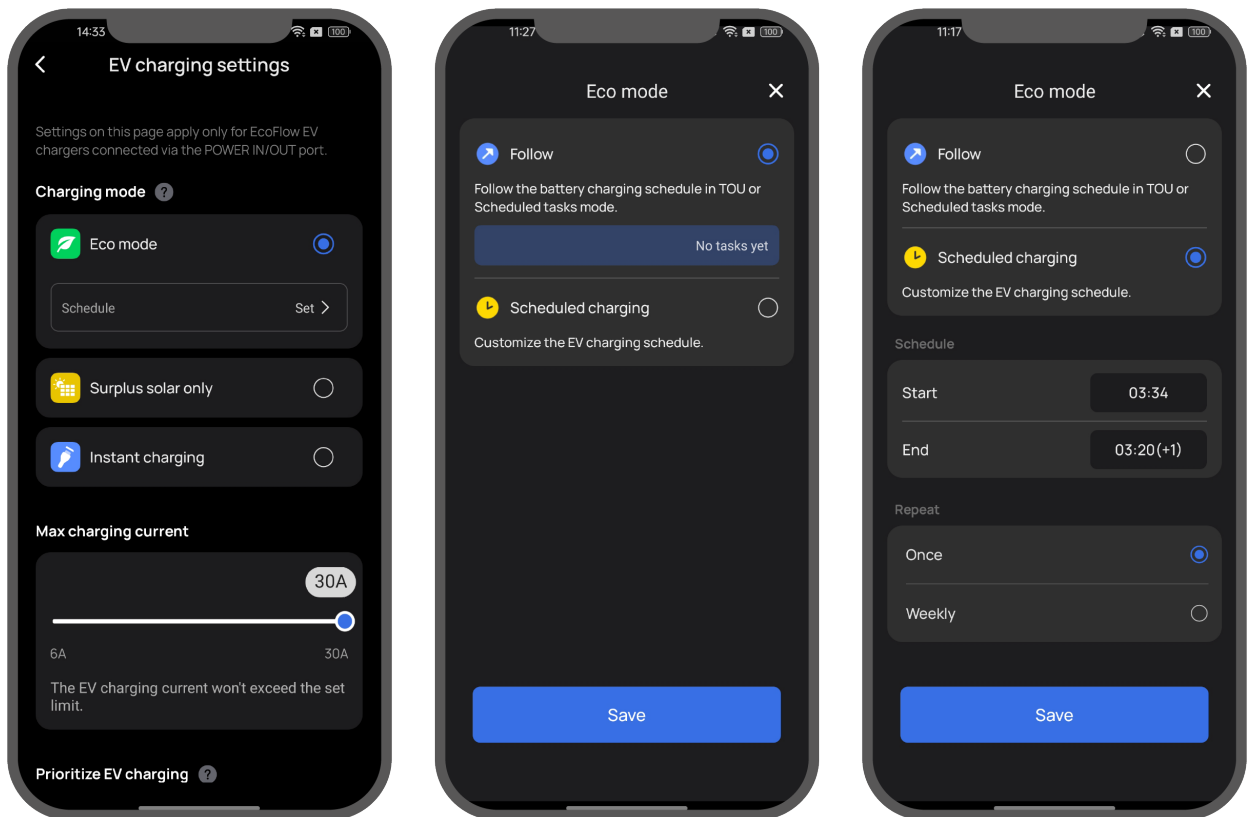 14:33
100
EV charging settings
Settings on this page apply only for EcoFlow EV
chargers connected via the POWER IN/OUT port.
Charging mode ?
Eco mode
Schedule Set >
Surplus solar only
Instant charging
Max charging current
30A
6A 30A
The EV charging current won't exceed the set
limit.
Prioritize EV charging ?
11:27
100
Eco mode
Follow
Follow the battery charging schedule in TOU or
Scheduled tasks mode.
No tasks yet
Scheduled charging
Customize the EV charging schedule.
Save
11:17
100
Eco mode
Follow
Follow the battery charging schedule in TOU or
Scheduled tasks mode.
Scheduled charging
Customize the EV charging schedule.
Schedule
Start 03:34
End 03:20(+1)
Repeat
Once
Weekly
Save